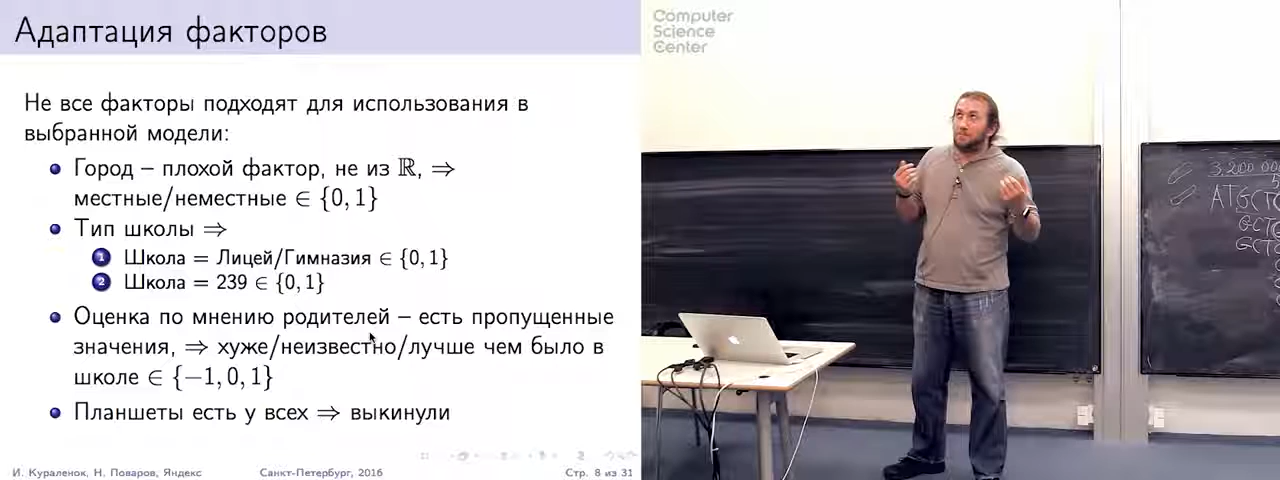 Адаптация факторов
Не все факторы подходят для использования в
выбранной модели:
Город – плохой фактор, не из ℝ, ⇒
местные/неместные ∈ {0, 1}
Тип школы ⇒
1 Школа = Лицей/Гимназия ∈ {0, 1}
2 Школа = 239 ∈ {0, 1}
Оценка по мнению родителей – есть пропущенные
значения, ⇒ хуже/неизвестно/лучше чем было в
школе ∈ {−1, 0, 1}
Планшеты есть у всех ⇒ выкинули
И. Кураленок, Н. Поваров, Яндекс
Санкт-Петербург, 2016
Стр. 8 из 31
Computer
Science
Center
3 200 00